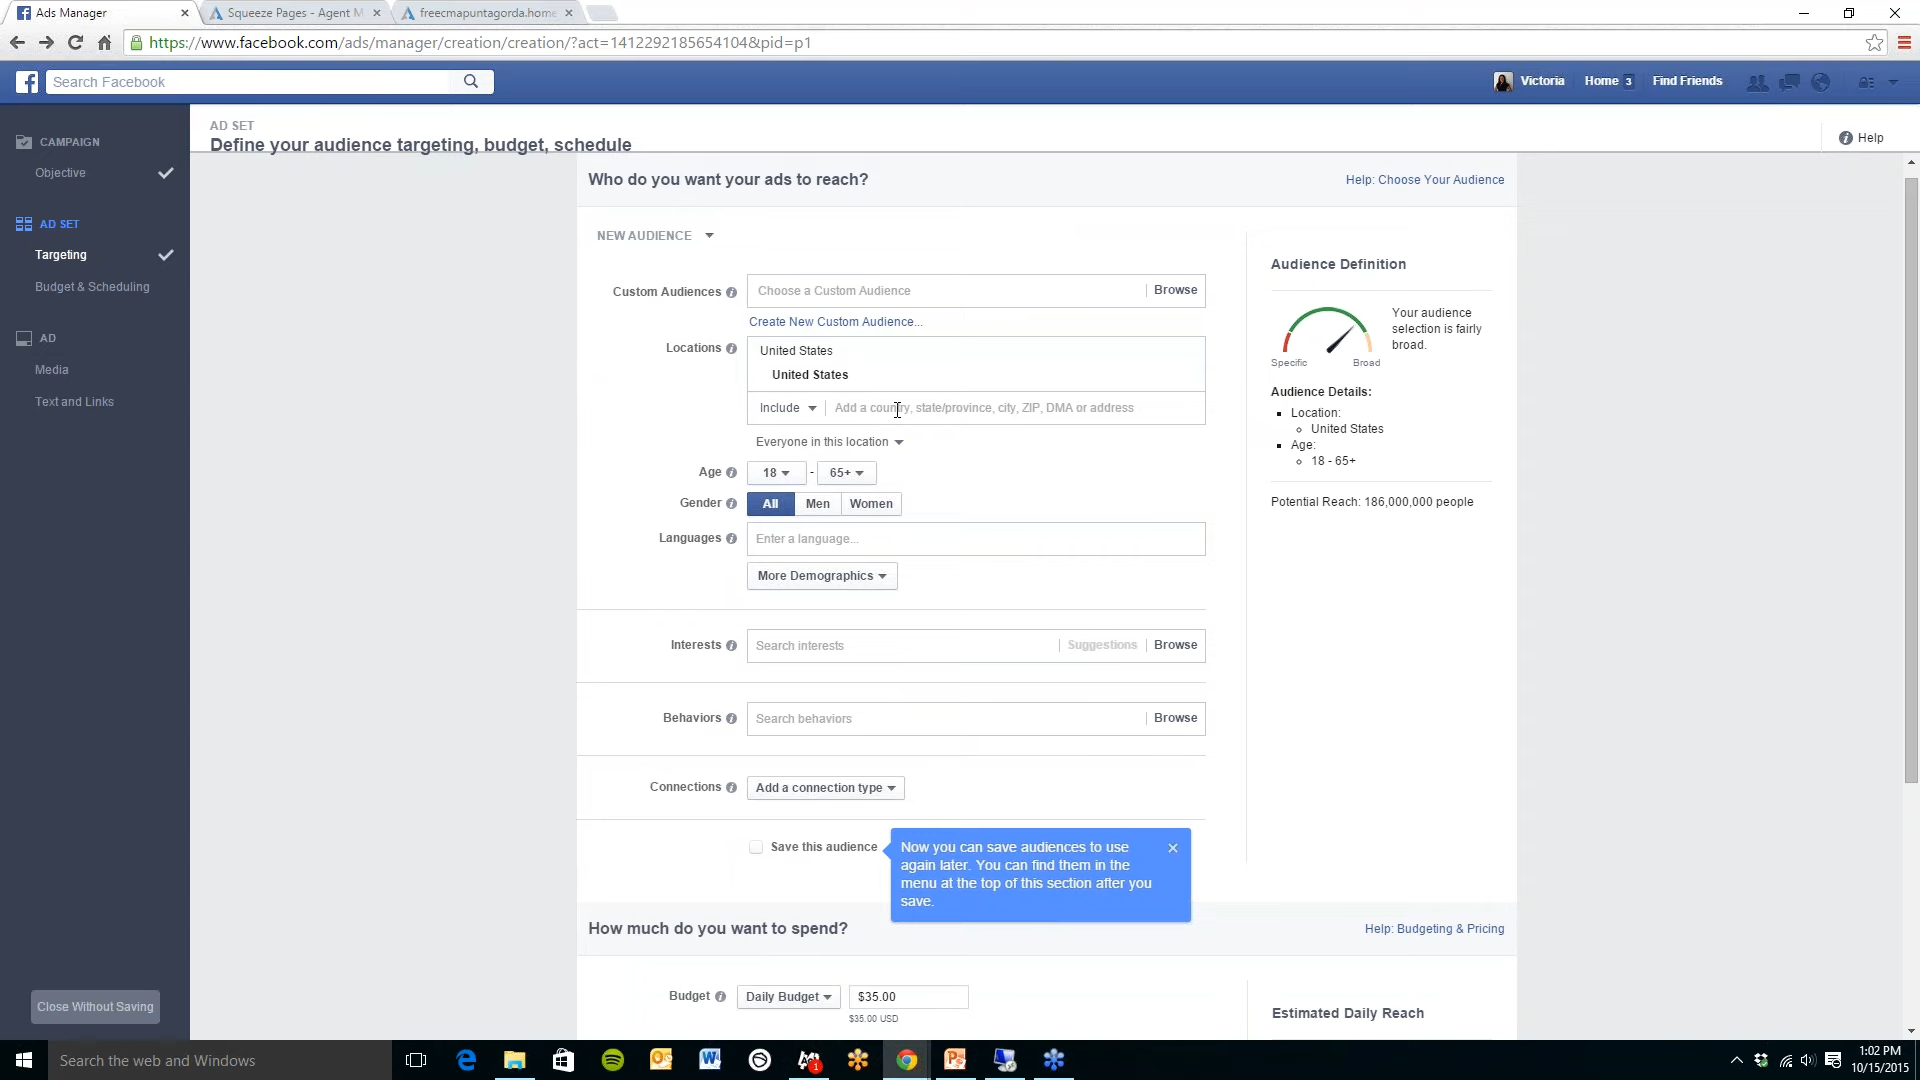 Ads Manager
Squeeze Pages - Agent M
freecmapuntagorda.home
https://www.facebook.com/ads/manager/creation/creation/?act=1412292185654104&pid=p1
Search Facebook
Victoria
Home 3
Find Friends
CAMPAIGN
Objective
AD SET
Targeting
Budget & Scheduling
AD
Media
Text and Links
Close Without Saving
AD SET
Define your audience targeting, budget, schedule
Help
Who do you want your ads to reach?
Help: Choose Your Audience
NEW AUDIENCE
Custom Audiences
Choose a Custom Audience
Browse
Create New Custom Audience...
Locations
United States
United States
Include
Add a country, state/province, city, ZIP, DMA or address
Everyone in this location
Age
18
-
65+
Gender
All
Men
Women
Languages
Enter a language...
More Demographics
Interests
Search interests
Suggestions
Browse
Behaviors
Search behaviors
Browse
Connections
Add a connection type
Save this audience
Now you can save audiences to use
again later. You can find them in the
menu at the top of this section after you
save.
Audience Definition
Specific
Broad
Your audience
selection is fairly
broad.
Audience Details:
Location:
United States
Age:
18 - 65+
Potential Reach: 186,000,000 people
How much do you want to spend?
Help: Budgeting & Pricing
Budget
Daily Budget
$35.00
$35.00 USD
Estimated Daily Reach
Search the web and Windows
1
1:02 PM
10/15/2015